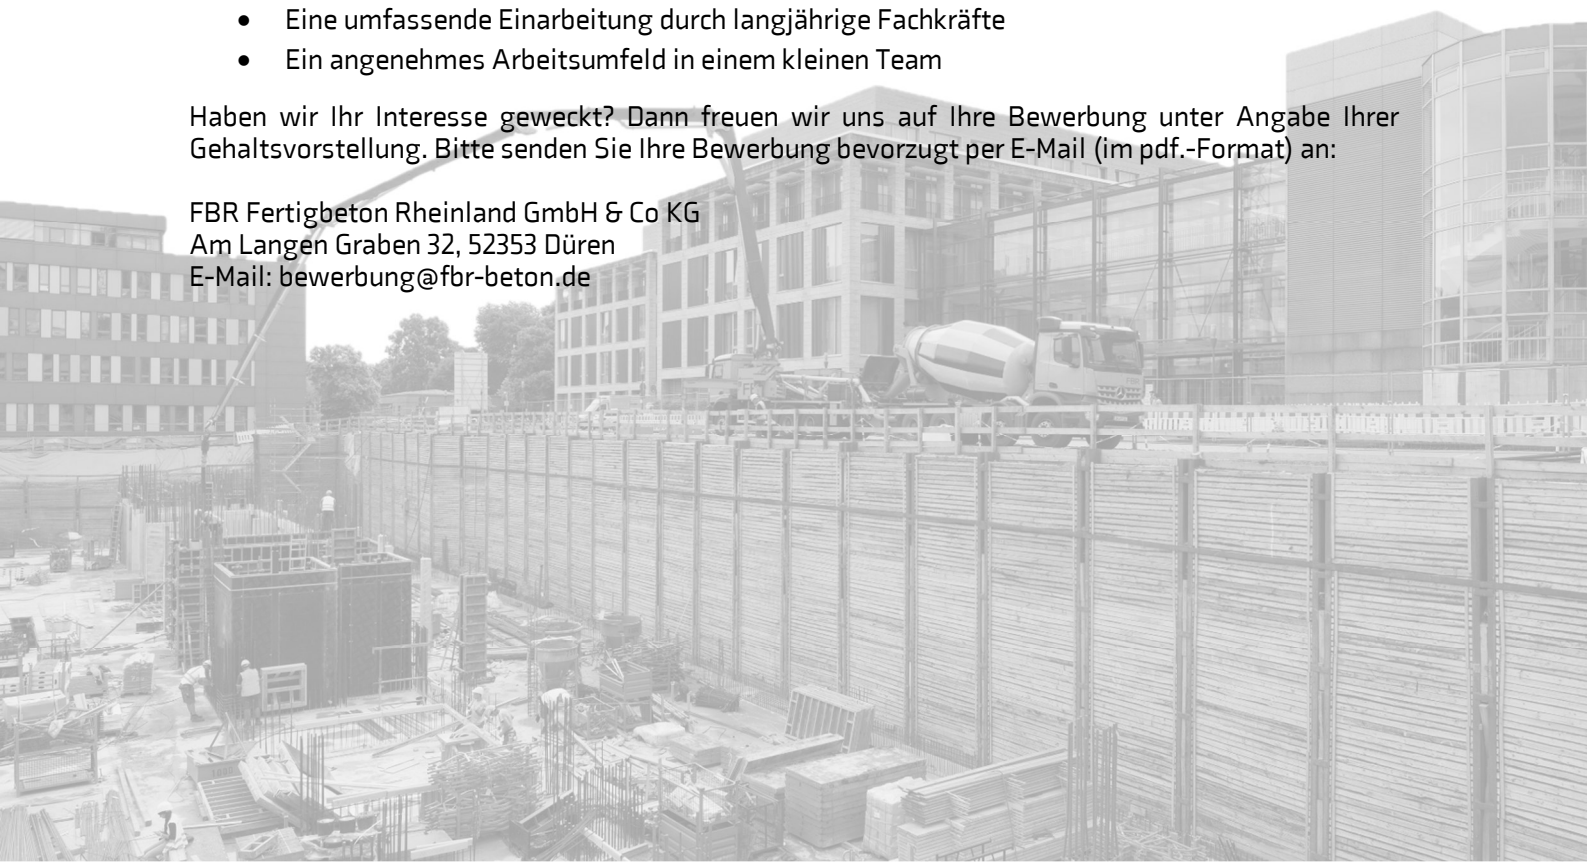 • Eine umfassende Einarbeitung durch langjährige Fachkräfte
• Ein angenehmes Arbeitsumfeld in einem kleinen Team
Haben wir Ihr Interesse geweckt? Dann freuen wir uns auf Ihre Bewerbung unter Angabe Ihrer
Gehaltsvorstellung. Bitte senden Sie Ihre Bewerbung bevorzugt per E-Mail (im pdf.-Format) an:
FBR Fertigbeton Rheinland GmbH & Co KG
Am Langen Graben 32, 52353 Düren
E-Mail: bewerbung@fbr-beton.de